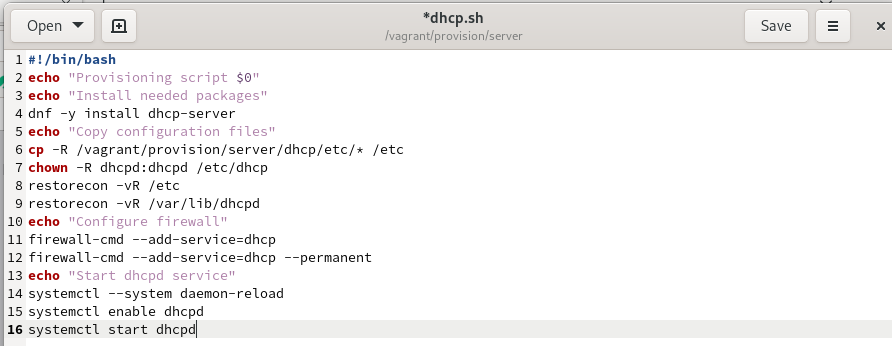 Open
*dhcp.sh
/vagrant/provision/server
Save
1 #!/bin/bash
2 echo "Provisioning script $0"
3 echo "Install needed packages"
4 dnf -y install dhcp-server
5 echo "Copy configuration files"
6 cp -R /vagrant/provision/server/dhcp/etc/* /etc
7 chown -R dhcpd:dhcpd /etc/dhcp
8 restorecon -vR /etc
9 restorecon -vR /var/lib/dhcpd
10 echo "Configure firewall"
11 firewall-cmd --add-service=dhcp
12 firewall-cmd --add-service=dhcp --permanent
13 echo "Start dhcpd service"
14 systemctl --system daemon-reload
15 systemctl enable dhcpd
16 systemctl start dhcpd